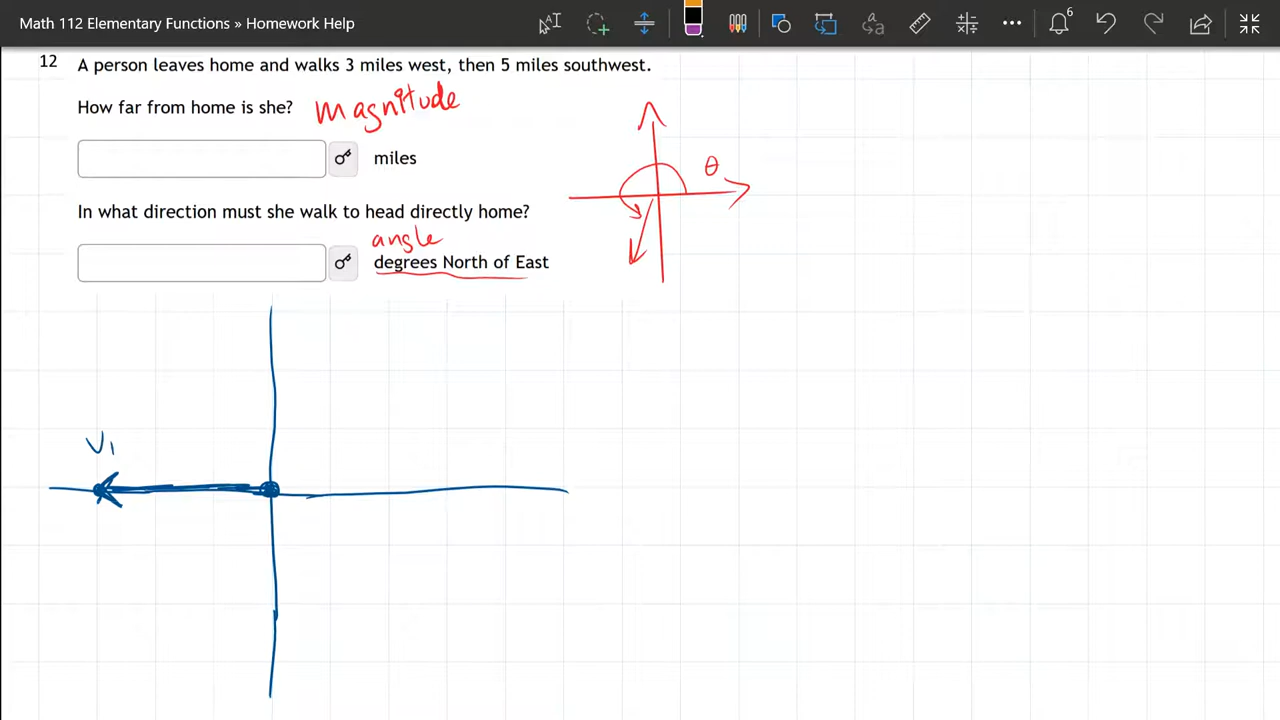 Math 112 Elementary Functions » Homework Help
6
12 A person leaves home and walks 3 miles west, then 5 miles southwest.
How far from home is she? magnitude
θ
miles
In what direction must she walk to head directly home?
angle
degrees North of East
V1